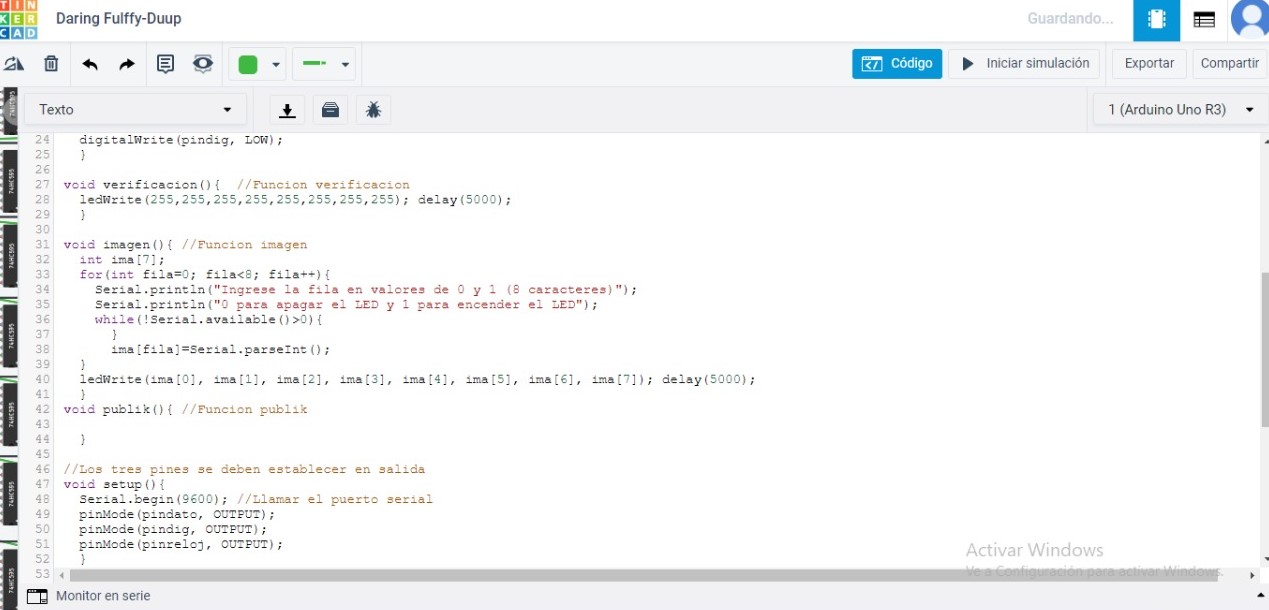 TIN
KER
CAD
Daring Fulffy-Duup
Guardando...
Código
Iniciar simulación
Exportar
Compartir
Texto
1 (Arduino Uno R3)
24 digitalWrite(pindig, LOW);
25 }
26
27 void verificacion(){ //Funcion verificacion
28 ledWrite(255,255,255,255,255,255,255,255); delay(5000);
29 }
30
31 void imagen(){ //Funcion imagen
32 int ima[7];
33 for(int fila=0; fila<8; fila++){
34 Serial.println("Ingrese la fila en valores de 0 y 1 (8 caracteres)");
35 Serial.println("0 para apagar el LED y 1 para encender el LED");
36 while(!Serial.available()>0){
37 }
38 ima[fila]=Serial.parseInt();
39 }
40 ledWrite(ima[0], ima[1], ima[2], ima[3], ima[4], ima[5], ima[6], ima[7]); delay(5000);
41 }
42 void publik(){ //Funcion publik
43
44 }
45
46 //Los tres pines se deben establecer en salida
47 void setup(){
48 Serial.begin(9600); //Llamar el puerto serial
49 pinMode(pindato, OUTPUT);
50 pinMode(pindig, OUTPUT);
51 pinMode(pinreloj, OUTPUT);
52 }
53
Activar Windows
Ve a Configuración para activar Windows.
Monitor en serie
74HC595
74HC595
74HC595
74HC595
74HC595
74HC595
74HC595